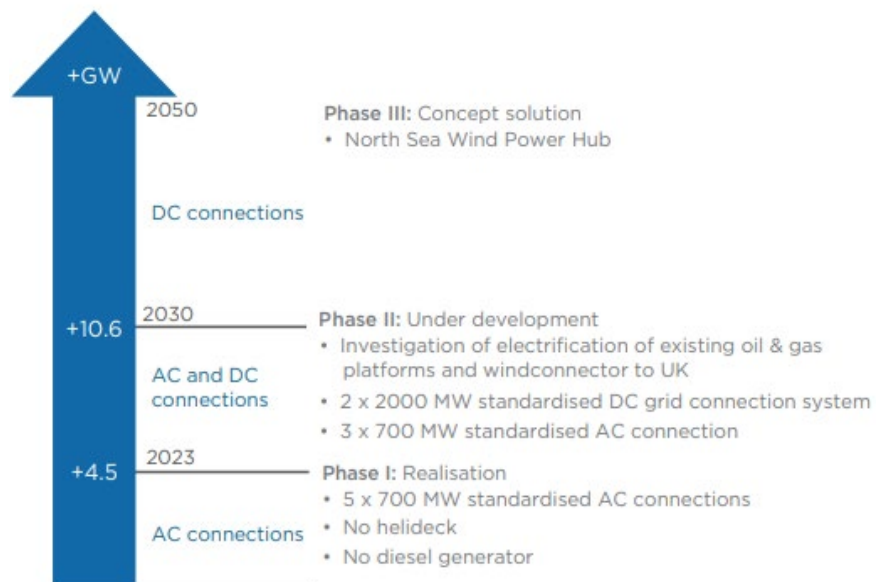 +GW
2050
Phase III: Concept solution
• North Sea Wind Power Hub
DC connections
2030
+10.6
Phase II: Under development
• Investigation of electrification of existing oil & gas
platforms and windconnector to UK
AC and DC
connections
• 2 x 2000 MW standardised DC grid connection system
• 3 x 700 MW standardised AC connection
2023
+4.5
Phase I: Realisation
• 5 x 700 MW standardised AC connections
AC connections
• No helideck
• No diesel generator